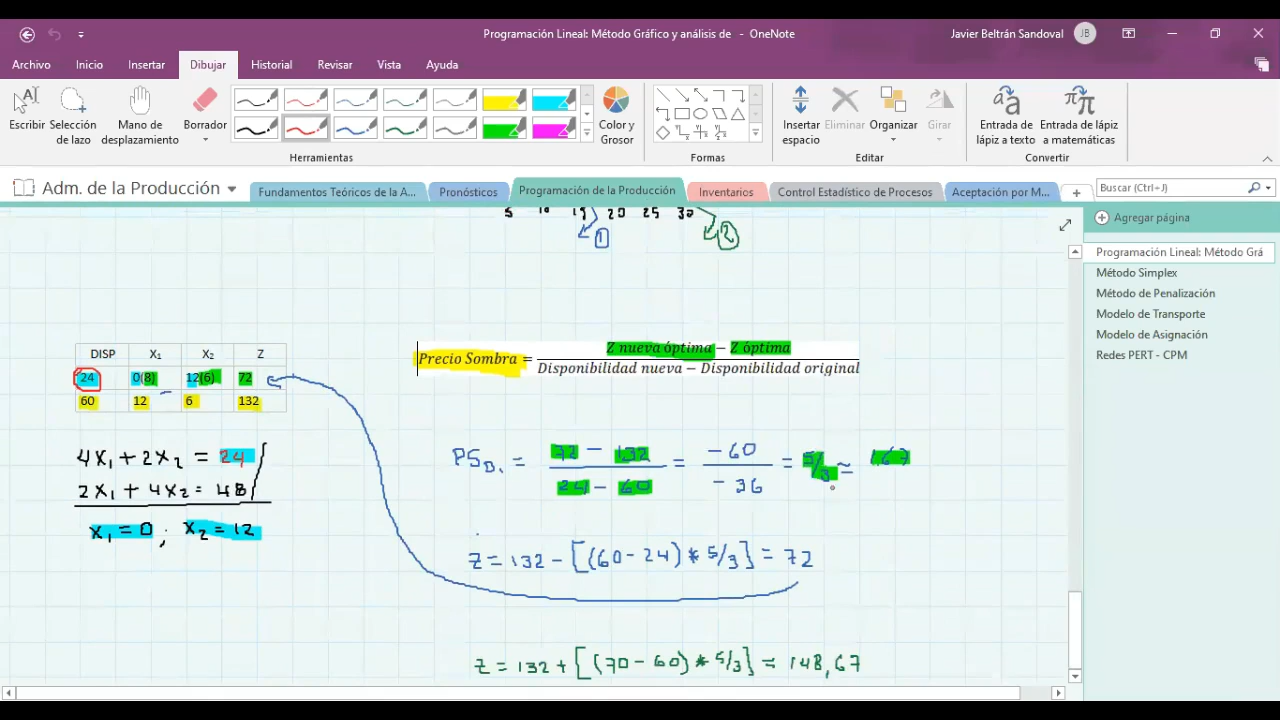 Programación Lineal: Método Gráfico y análisis de - OneNote
Javier Beltrán Sandoval JB
Archivo Inicio Insertar Dibujar Historial Revisar Vista Ayuda
Escribir
Selección de lazo
Mano de desplazamiento
Borrador
Color y Grosor
Insertar espacio
Eliminar
Organizar
Girar
Entrada de lápiz a texto
Entrada de lápiz a matemáticas
Herramientas Formas Editar Convertir
Adm. de la Producción
Fundamentos Teóricos de la A... Pronósticos Programación de la Producción Inventarios Control Estadístico de Procesos Aceptación por M...
Buscar (Ctrl+J)
Agregar página
Programación Lineal: Método Grá
Método Simplex
Método de Penalización
Modelo de Transporte
Modelo de Asignación
Redes PERT - CPM
20 25 30
1 2
DISP X₁ X₂ Z
24 0(8) 12(6) 72
60 12 6 132
4X₁ + 2X₂ = 24
2X₁ + 4X₂ = 48
X₁ = 0 ; X₂ = 12
Precio Sombra = Z nueva óptima − Z óptima
Disponibilidad nueva − Disponibilidad original
PS_D₁ = 72 − 132 / 24 − 60 = −60 / −36 = 5/3 ≈ 1,67
Z = 132 − [(60 − 24) * 5/3] = 72
Z = 132 + [(70 − 60) * 5/3] = 148,67